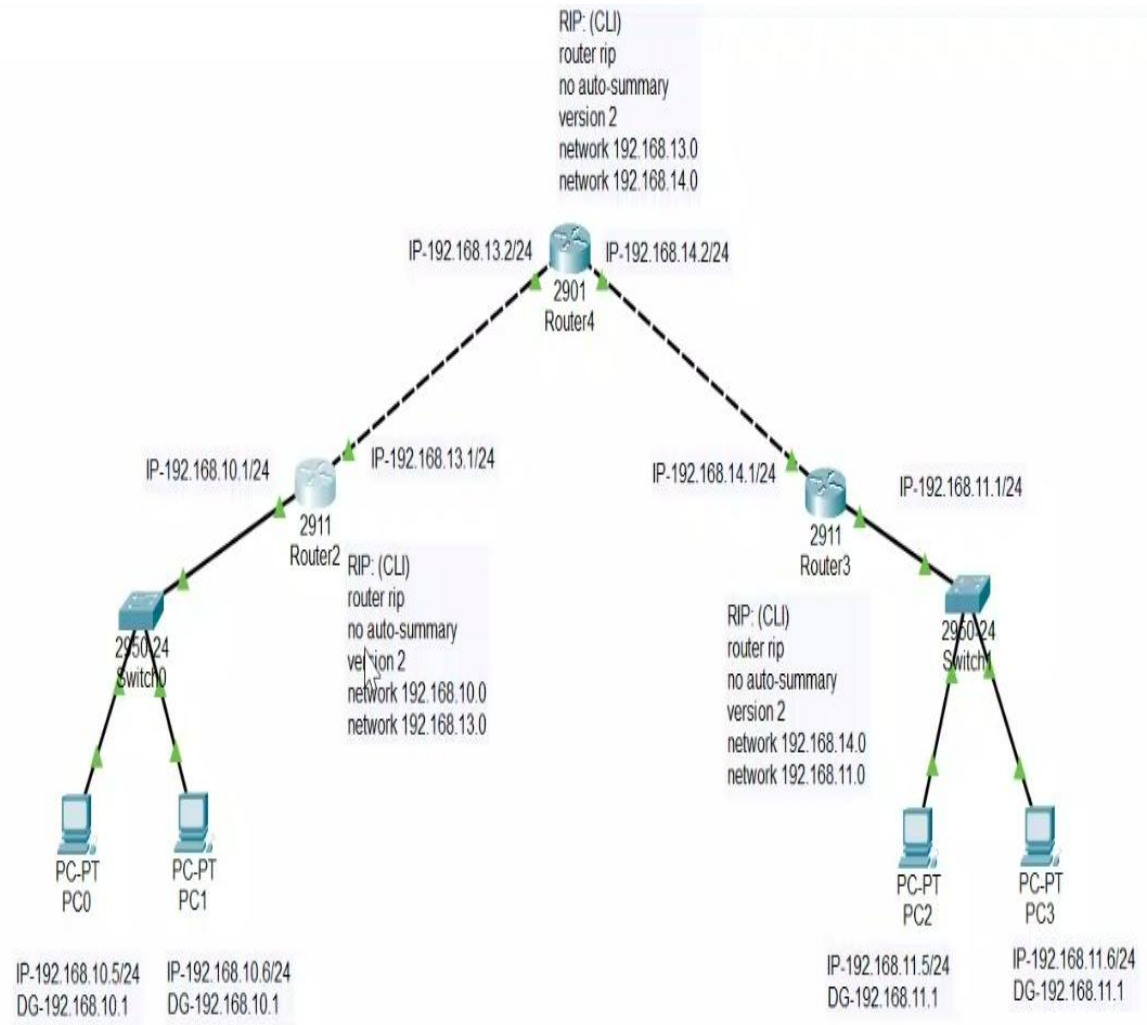 RIP: (CLI)
router rip
no auto-summary
version 2
network 192.168.13.0
network 192.168.14.0
IP-192.168.13.2/24
IP-192.168.14.2/24
2901
Router4
IP-192.168.10.1/24
IP-192.168.13.1/24
2911
Router2
RIP: (CLI)
router rip
no auto-summary
version 2
network 192.168.10.0
network 192.168.13.0
IP-192.168.14.1/24
IP-192.168.11.1/24
2911
Router3
RIP: (CLI)
router rip
no auto-summary
version 2
network 192.168.14.0
network 192.168.11.0
2950-24
Switch0
2950-24
Switch1
PC-PT
PC0
PC-PT
PC1
PC-PT
PC2
PC-PT
PC3
IP-192.168.10.5/24
DG-192.168.10.1
IP-192.168.10.6/24
DG-192.168.10.1
IP-192.168.11.5/24
DG-192.168.11.1
IP-192.168.11.6/24
DG-192.168.11.1